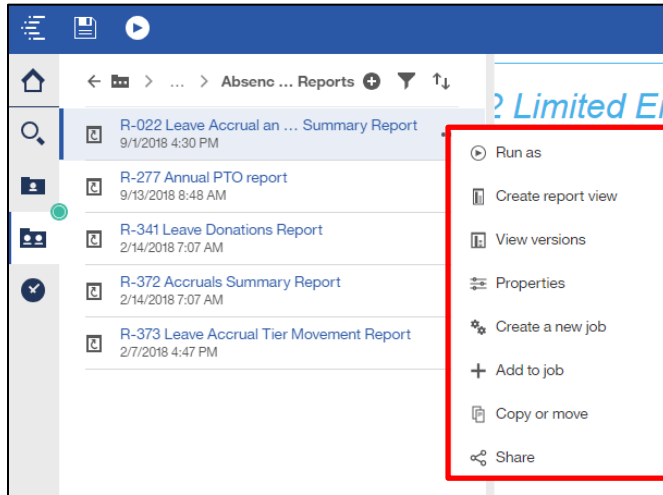 > ... > Absenc ... Reports
2 Limited E
R-022 Leave Accrual an ... Summary Report
9/1/2018 4:30 PM
R-277 Annual PTO report
9/13/2018 8:48 AM
R-341 Leave Donations Report
2/14/2018 7:07 AM
R-372 Accruals Summary Report
2/14/2018 7:07 AM
R-373 Leave Accrual Tier Movement Report
2/7/2018 4:47 PM
Run as
Create report view
View versions
Properties
Create a new job
Add to job
Copy or move
Share